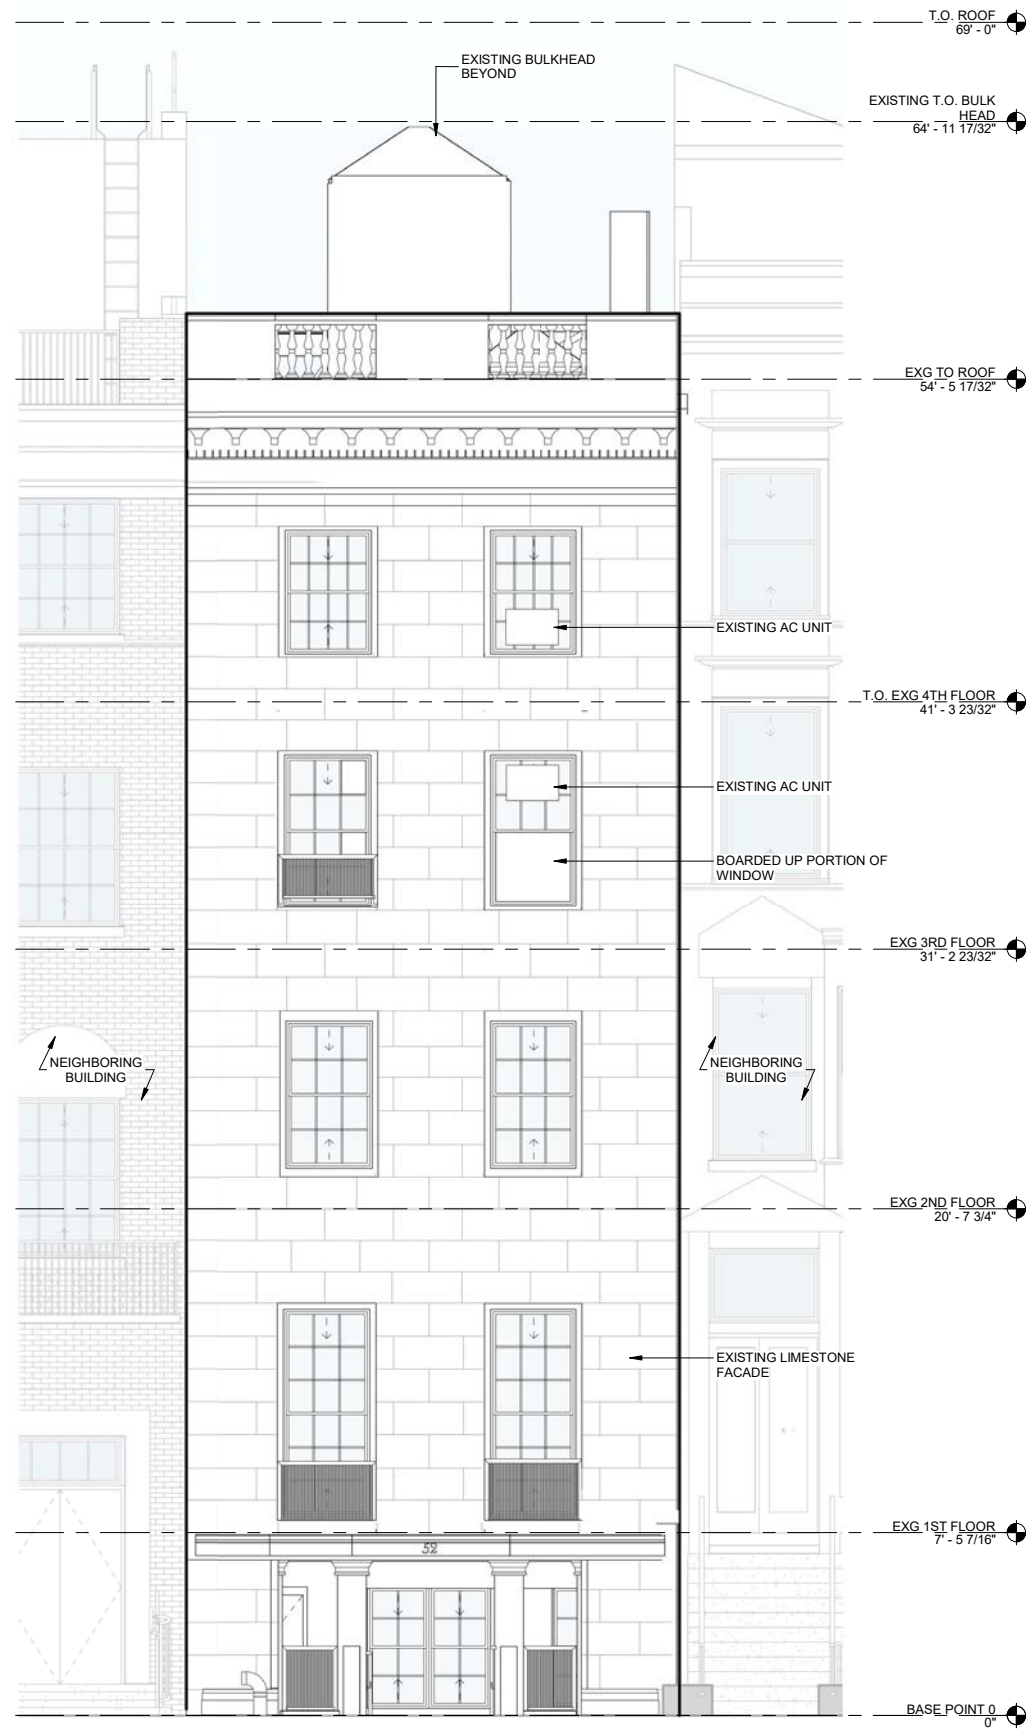 T.O. ROOF
69' - 0"
EXISTING BULKHEAD
BEYOND
EXISTING T.O. BULK
HEAD
64' - 11 17/32"
EXG TO ROOF
54' - 5 17/32"
EXISTING AC UNIT
T.O. EXG 4TH FLOOR
41' - 3 23/32"
EXISTING AC UNIT
BOARDED UP PORTION OF
WINDOW
EXG 3RD FLOOR
31' - 2 23/32"
NEIGHBORING
BUILDING
NEIGHBORING
BUILDING
EXG 2ND FLOOR
20' - 7 3/4"
EXISTING LIMESTONE
FACADE
EXG 1ST FLOOR
7' - 5 7/16"
52
BASE POINT 0
0"